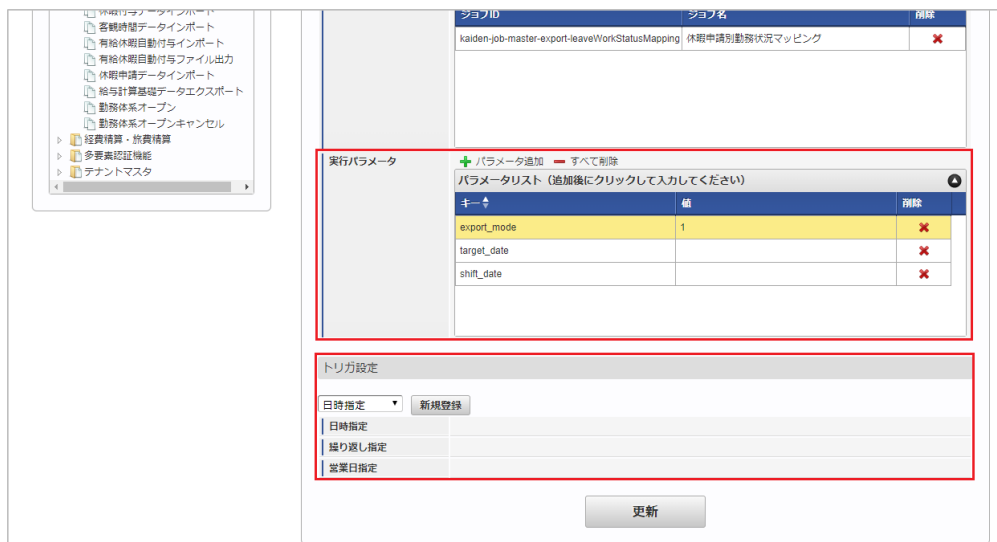 休暇付与データインポート
客観時間データインポート
有給休暇自動付与インポート
有給休暇自動付与ファイル出力
休暇申請データインポート
給与計算基礎データエクスポート
勤務体系オープン
勤務体系オープンキャンセル
経費精算・旅費精算
多要素認証機能
テナントマスタ
ジョブID ジョブ名 削除
kaiden-job-master-export-leaveWorkStatusMapping 休暇申請別勤務状況マッピング
実行パラメータ パラメータ追加 すべて削除
パラメータリスト（追加後にクリックして入力してください）
キー 値 削除
export_mode 1
target_date
shift_date
トリガ設定
日時指定 新規登録
日時指定
繰り返し指定
営業日指定
更新